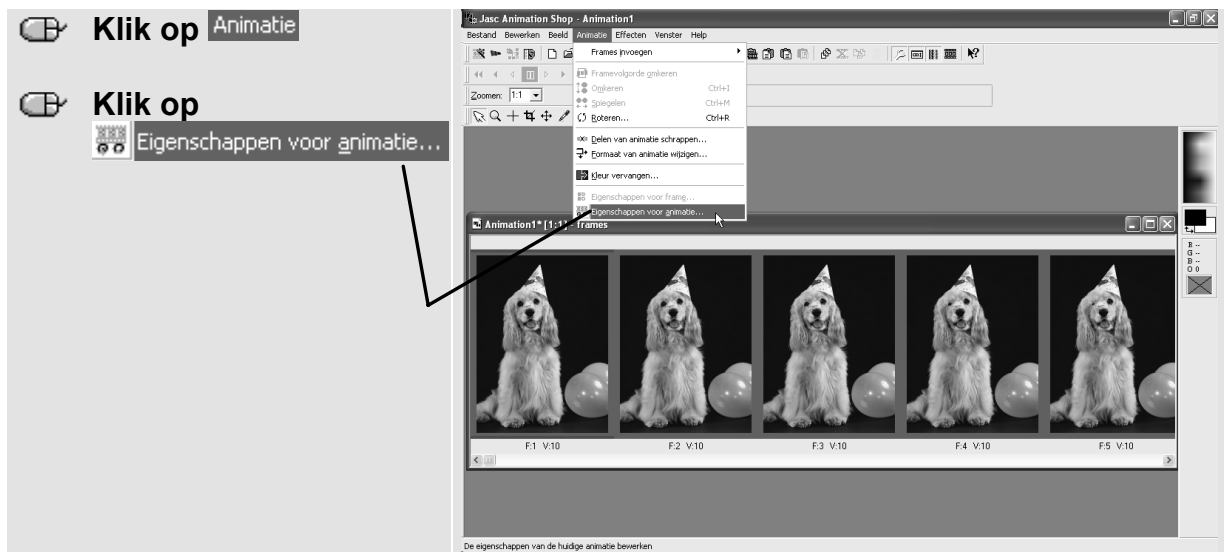 Klik op Animatie
Klik op
Eigenschappen voor animatie...
Jasc Animation Shop - Animation1
Bestand Bewerken Beeld Animatie Effecten Venster Help
Frames invoegen
Framevolgorde omkeren
Omkeren Ctrl+I
Spiegelen Ctrl+M
Roteren... Ctrl+R
Delen van animatie schrappen...
Formaat van animatie wijzigen...
Kleur vervangen...
Eigenschappen voor frame...
Eigenschappen voor animatie...
Zoomen: 1:1
Animation1* [1:1] - frames
F:1 V:10 F:2 V:10 F:3 V:10 F:4 V:10 F:5 V:10
R --
G --
B --
O 0
De eigenschappen van de huidige animatie bewerken